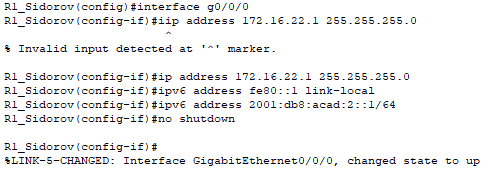 R1_Sidorov(config)#interface g0/0/0
R1_Sidorov(config-if)#iip address 172.16.22.1 255.255.255.0
^
% Invalid input detected at '^' marker.
R1_Sidorov(config-if)#ip address 172.16.22.1 255.255.255.0
R1_Sidorov(config-if)#ipv6 address fe80::1 link-local
R1_Sidorov(config-if)#ipv6 address 2001:db8:acad:2::1/64
R1_Sidorov(config-if)#no shutdown
R1_Sidorov(config-if)#
%LINK-5-CHANGED: Interface GigabitEthernet0/0/0, changed state to up